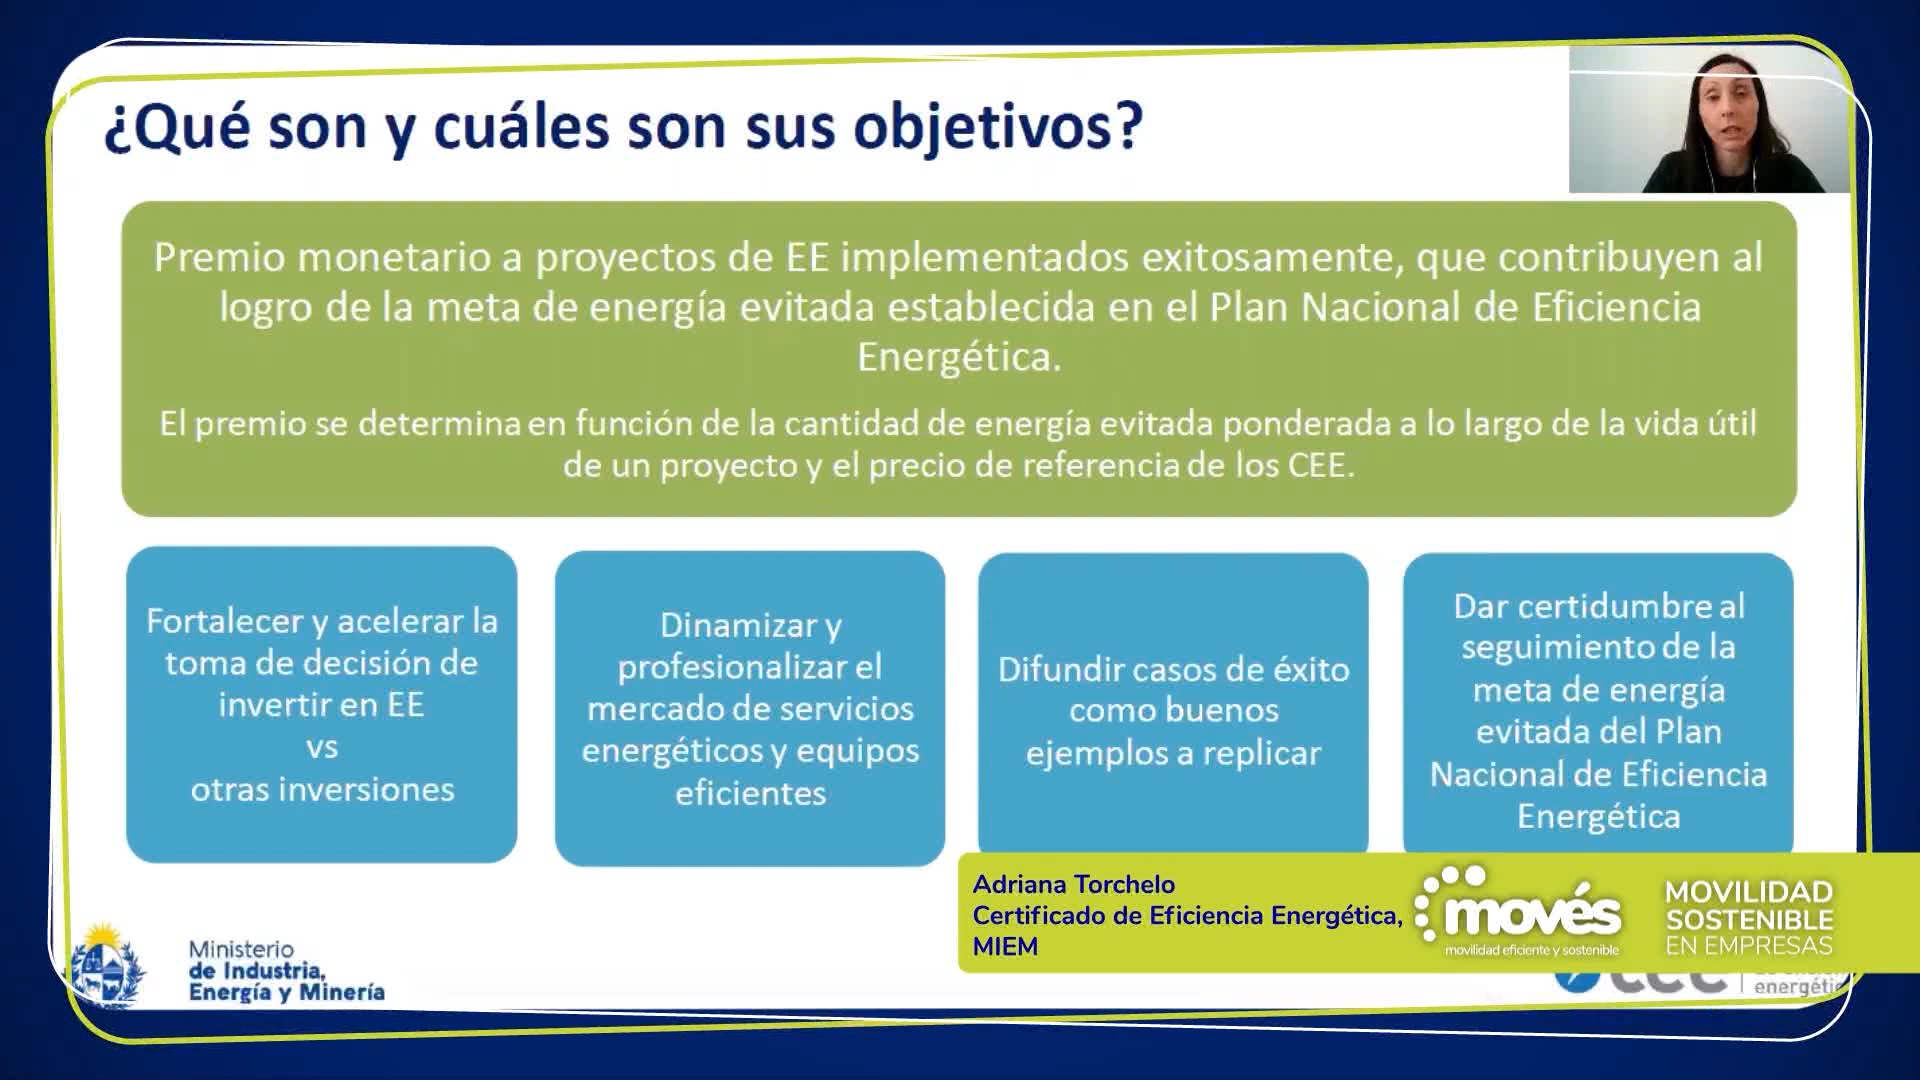 ¿Qué son y cuáles son sus objetivos?
Premio monetario a proyectos de EE implementados exitosamente, que contribuyen al
logro de la meta de energía evitada establecida en el Plan Nacional de Eficiencia
Energética.
El premio se determina en función de la cantidad de energía evitada ponderada a lo largo de la vida útil
de un proyecto y el precio de referencia de los CEE.
Fortalecer y acelerar la
toma de decisión de
invertir en EE
vs
otras inversiones
Dinamizar y
profesionalizar el
mercado de servicios
energéticos y equipos
eficientes
Difundir casos de éxito
como buenos
ejemplos a replicar
Dar certidumbre al
seguimiento de la
meta de energía
evitada del Plan
Nacional de Eficiencia
Energética
Adriana Torchelo
Certificado de Eficiencia Energética,
MIEM
movés
movilidad eficiente y sostenible
MOVILIDAD
SOSTENIBLE
EN EMPRESAS
Ministerio
de Industria,
Energía y Minería